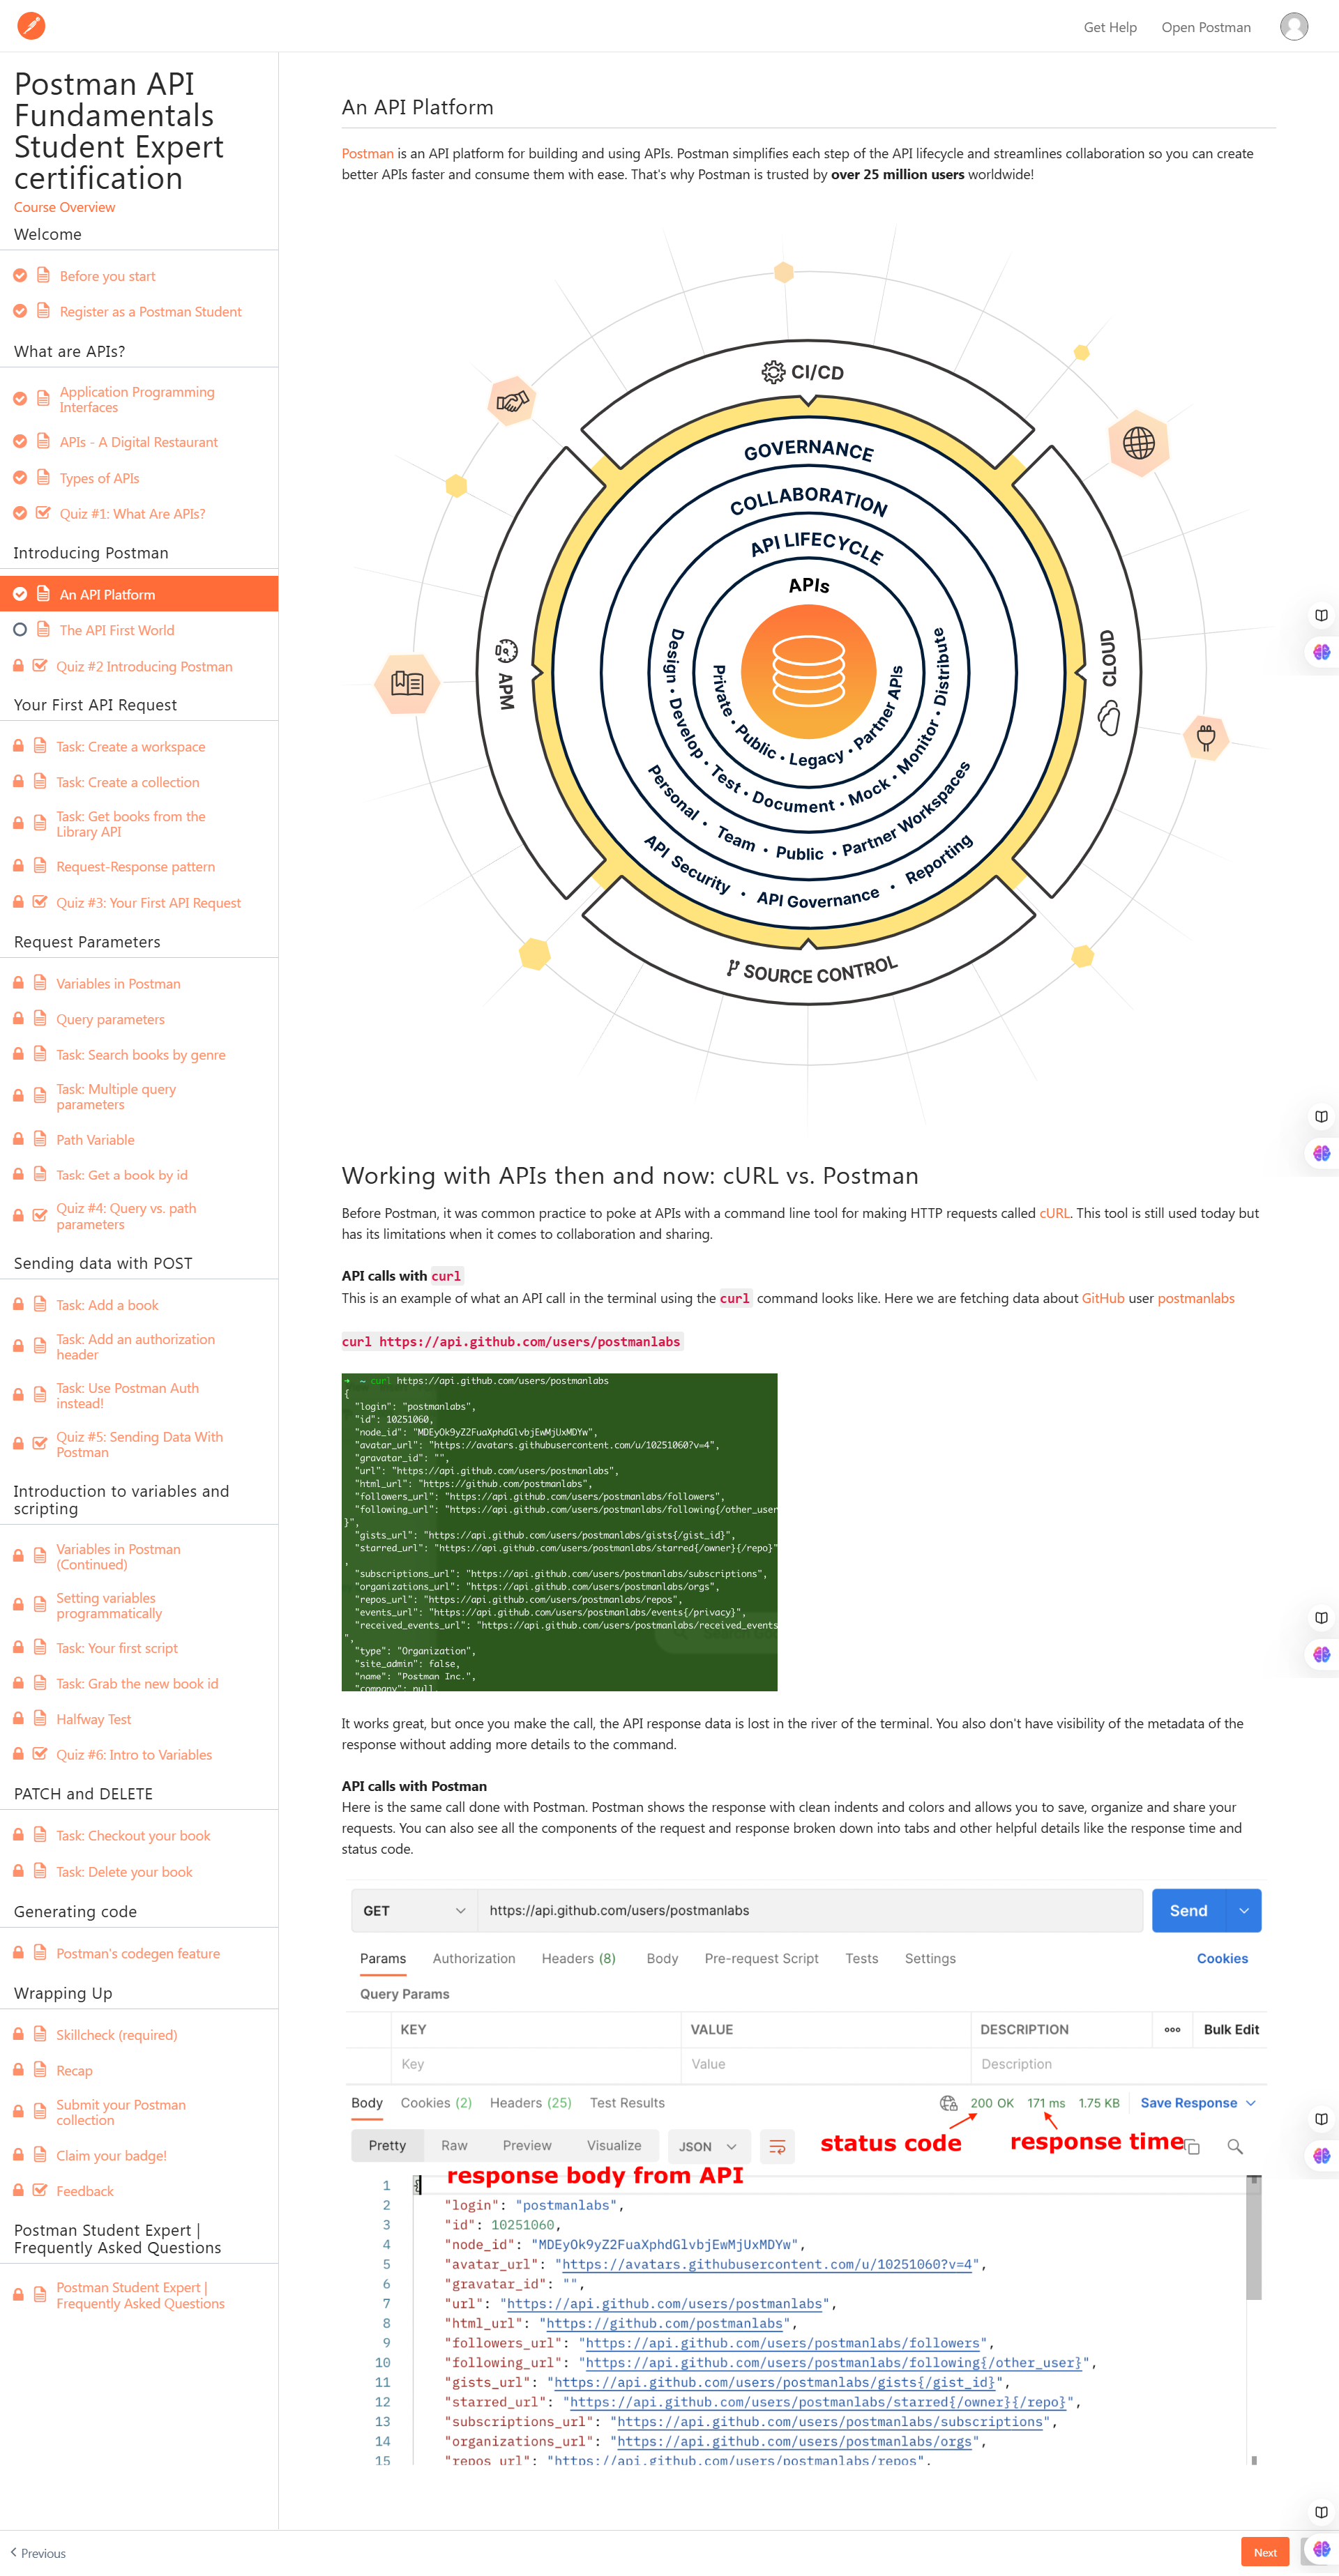 Get Help
Open Postman
Postman API
Fundamentals
Student Expert
certification
Course Overview
Welcome
Before you start
Register as a Postman Student
What are APIs?
Application Programming
Interfaces
APIs - A Digital Restaurant
Types of APIs
Quiz #1: What Are APIs?
Introducing Postman
An API Platform
The API First World
Quiz #2 Introducing Postman
Your First API Request
Task: Create a workspace
Task: Create a collection
Task: Get books from the
Library API
Request-Response pattern
Quiz #3: Your First API Request
Request Parameters
Variables in Postman
Query parameters
Task: Search books by genre
Task: Multiple query
parameters
Path Variable
Task: Get a book by id
Quiz #4: Query vs. path
parameters
Sending data with POST
Task: Add a book
Task: Add an authorization
header
Task: Use Postman Auth
instead!
Quiz #5: Sending Data With
Postman
Introduction to variables and
scripting
Variables in Postman
(Continued)
Setting variables
programmatically
Task: Your first script
Task: Grab the new book id
Halfway Test
Quiz #6: Intro to Variables
PATCH and DELETE
Task: Checkout your book
Task: Delete your book
Generating code
Postman's codegen feature
Wrapping Up
Skillcheck (required)
Recap
Submit your Postman
collection
Claim your badge!
Feedback
Postman Student Expert |
Frequently Asked Questions
Postman Student Expert |
Frequently Asked Questions
An API Platform
Postman is an API platform for building and using APIs. Postman simplifies each step of the API lifecycle and streamlines collaboration so you can create
better APIs faster and consume them with ease. That's why Postman is trusted by over 25 million users worldwide!
CI/CD
GOVERNANCE
COLLABORATION
API LIFECYCLE
APIs
APM
CLOUD
Private • Public • Legacy • Partner APIs
Design • Develop • Test • Document • Mock • Monitor • Distribute
Personal • Team • Public • Partner Workspaces
API Security • API Governance • Reporting
SOURCE CONTROL
Working with APIs then and now: cURL vs. Postman
Before Postman, it was common practice to poke at APIs with a command line tool for making HTTP requests called cURL. This tool is still used today but
has its limitations when it comes to collaboration and sharing.
API calls with curl
This is an example of what an API call in the terminal using the curl command looks like. Here we are fetching data about GitHub user postmanlabs
curl https://api.github.com/users/postmanlabs
➜ ~ curl https://api.github.com/users/postmanlabs
{
"login": "postmanlabs",
"id": 10251060,
"node_id": "MDEyOk9yZ2FuaXphdGlvbjEwMjUxMDYw",
"avatar_url": "https://avatars.githubusercontent.com/u/10251060?v=4",
"gravatar_id": "",
"url": "https://api.github.com/users/postmanlabs",
"html_url": "https://github.com/postmanlabs",
"followers_url": "https://api.github.com/users/postmanlabs/followers",
"following_url": "https://api.github.com/users/postmanlabs/following{/other_user
}",
"gists_url": "https://api.github.com/users/postmanlabs/gists{/gist_id}",
"starred_url": "https://api.github.com/users/postmanlabs/starred{/owner}{/repo}"
,
"subscriptions_url": "https://api.github.com/users/postmanlabs/subscriptions",
"organizations_url": "https://api.github.com/users/postmanlabs/orgs",
"repos_url": "https://api.github.com/users/postmanlabs/repos",
"events_url": "https://api.github.com/users/postmanlabs/events{/privacy}",
"received_events_url": "https://api.github.com/users/postmanlabs/received_events
",
"type": "Organization",
"site_admin": false,
"name": "Postman Inc.",
"company": null,
It works great, but once you make the call, the API response data is lost in the river of the terminal. You also don't have visibility of the metadata of the
response without adding more details to the command.
API calls with Postman
Here is the same call done with Postman. Postman shows the response with clean indents and colors and allows you to save, organize and share your
requests. You can also see all the components of the request and response broken down into tabs and other helpful details like the response time and
status code.
GET https://api.github.com/users/postmanlabs Send
Params Authorization Headers (8) Body Pre-request Script Tests Settings Cookies
Query Params
KEY VALUE DESCRIPTION ooo Bulk Edit
Key Value Description
Body Cookies (2) Headers (25) Test Results 200 OK 171 ms 1.75 KB Save Response
Pretty Raw Preview Visualize JSON
status code response time
response body from API
1 {
2 "login": "postmanlabs",
3 "id": 10251060,
4 "node_id": "MDEyOk9yZ2FuaXphdGlvbjEwMjUxMDYw",
5 "avatar_url": "https://avatars.githubusercontent.com/u/10251060?v=4",
6 "gravatar_id": "",
7 "url": "https://api.github.com/users/postmanlabs",
8 "html_url": "https://github.com/postmanlabs",
9 "followers_url": "https://api.github.com/users/postmanlabs/followers",
10 "following_url": "https://api.github.com/users/postmanlabs/following{/other_user}",
11 "gists_url": "https://api.github.com/users/postmanlabs/gists{/gist_id}",
12 "starred_url": "https://api.github.com/users/postmanlabs/starred{/owner}{/repo}",
13 "subscriptions_url": "https://api.github.com/users/postmanlabs/subscriptions",
14 "organizations_url": "https://api.github.com/users/postmanlabs/orgs",
15 "repos_url": "https://api.github.com/users/postmanlabs/repos",
Previous
Next